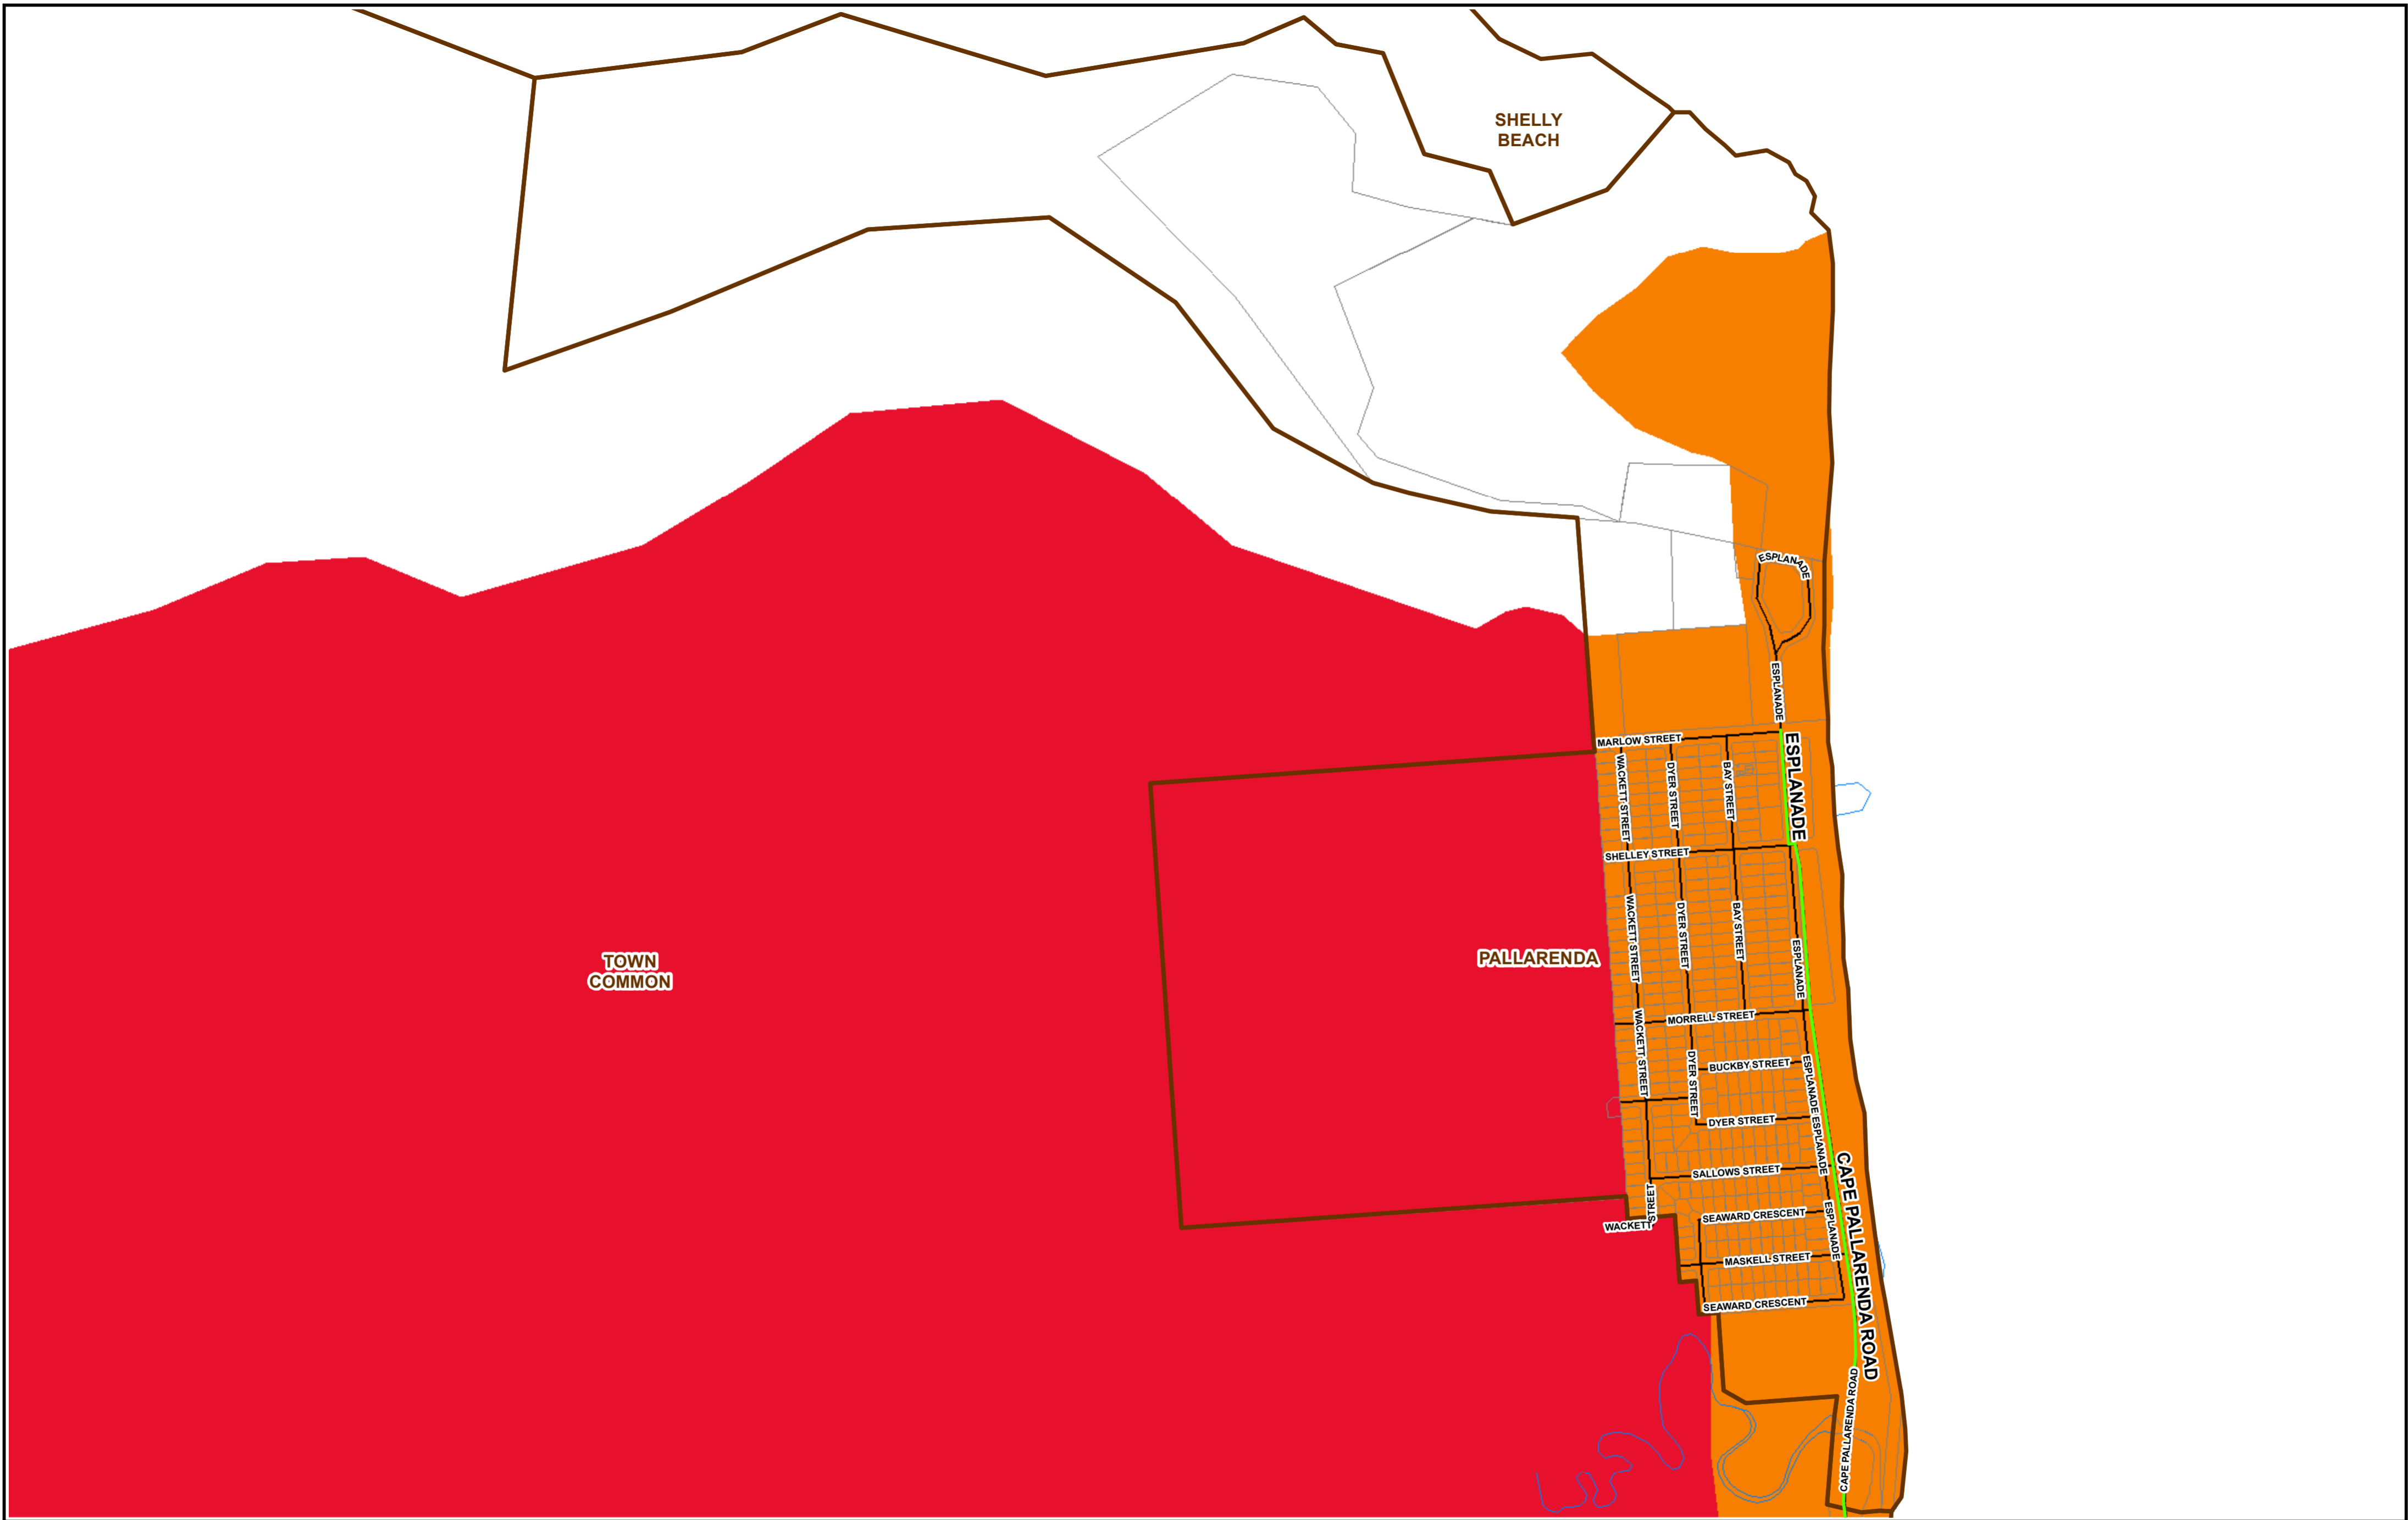 SHELLY
BEACH
ESPLANADE
ESPLANADE
MARLOW STREET
ESPLANADE
WACKETT STREET
DYER STREET
BAY STREET
SHELLEY STREET
WACKETT STREET
DYER STREET
BAY STREET
ESPLANADE
TOWN
COMMON
PALLARENDA
MORRELL STREET
WACKETT STREET
DYER STREET
BUCKBY STREET
ESPLANADE
DYER STREET
ESPLANADE
SALLOWS STREET
CAPE PALLARENDA ROAD
WACKETT STREET
SEAWARD CRESCENT
ESPLANADE
MASKELL STREET
SEAWARD CRESCENT
CAPE PALLARENDA ROAD